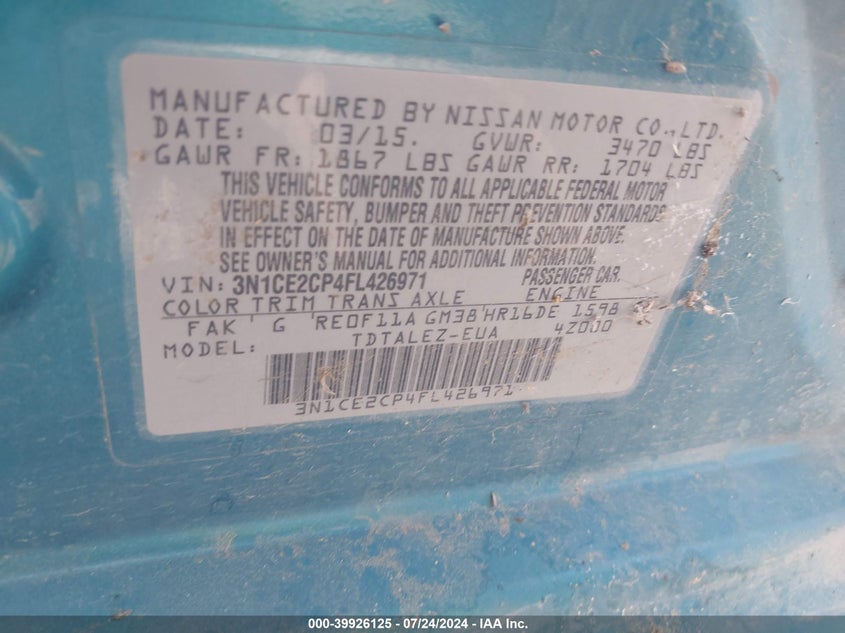 MANUFACTURED BY NISSAN MOTOR CO.,LTD.
DATE: 03/15. GVWR: 3470 LBS
GAWR FR: 1867 LBS GAWR RR: 1704 LBS
THIS VEHICLE CONFORMS TO ALL APPLICABLE FEDERAL MOTOR
VEHICLE SAFETY, BUMPER AND THEFT PREVENTION STANDARDS
IN EFFECT ON THE DATE OF MANUFACTURE SHOWN ABOVE.
SEE OWNER'S MANUAL FOR ADDITIONAL INFORMATION.
VIN: 3N1CE2CP4FL426971 PASSENGER CAR.
COLOR TRIM TRANS AXLE ENGINE
FAK ' G 'RE0F11A GM38'HR16DE 1598
MODEL: TDTALEZ-EUA 4Z000
3N1CE2CP4FL426971
000-39926125 - 07/24/2024 - IAA Inc.